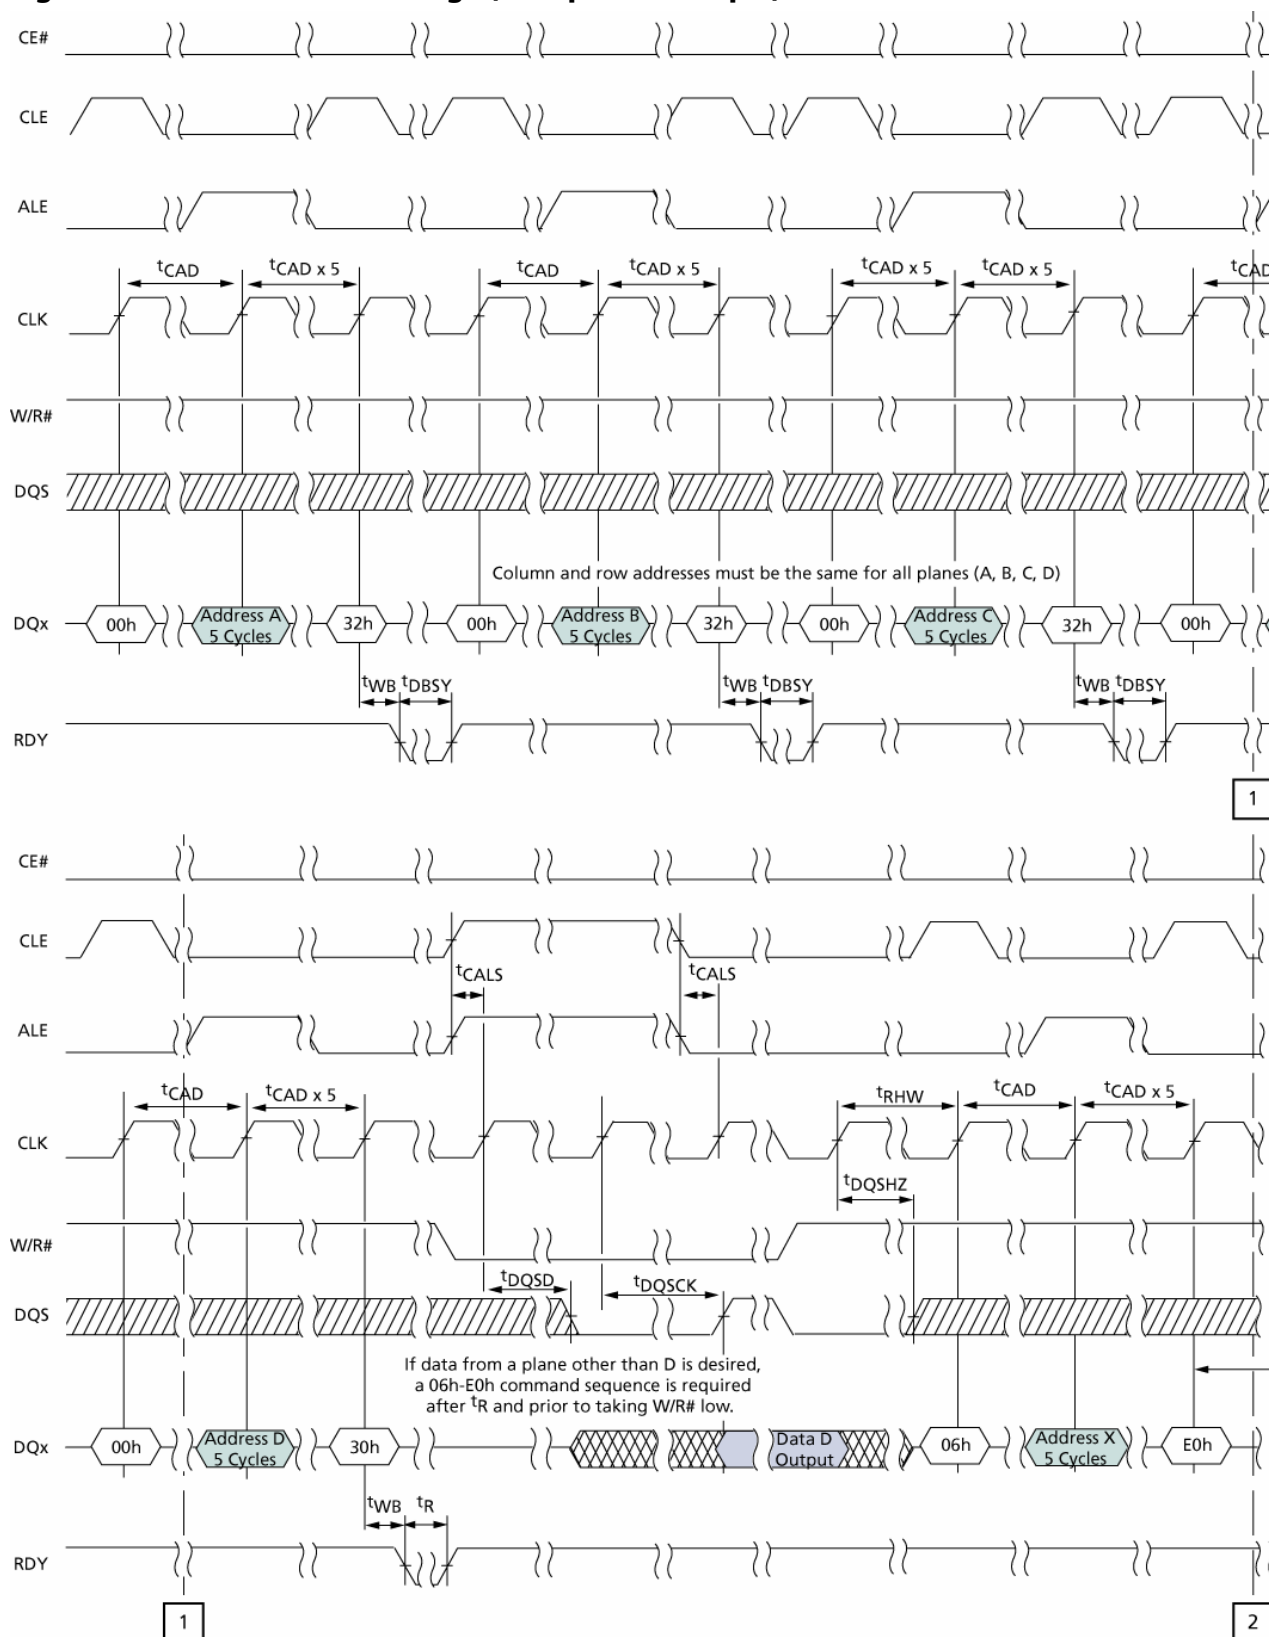 CE#
CLE
ALE
tCAD tCAD x 5 tCAD tCAD x 5 tCAD x 5 tCAD x 5 tCAD
CLK
W/R#
DQS
Column and row addresses must be the same for all planes (A, B, C, D)
DQx 00h Address A 5 Cycles 32h 00h Address B 5 Cycles 32h 00h Address C 5 Cycles 32h 00h
tWB tDBSY tWB tDBSY tWB tDBSY
RDY
1
CE#
CLE
tCALS tCALS
ALE
tCAD tCAD x 5 tRHW tCAD tCAD x 5
CLK
tDQSHZ
W/R#
tDQSD tDQSCK
DQS
If data from a plane other than D is desired,
a 06h-E0h command sequence is required
after tR and prior to taking W/R# low.
DQx 00h Address D 5 Cycles 30h Data D Output 06h Address X 5 Cycles E0h
tWB tR
RDY
1 2